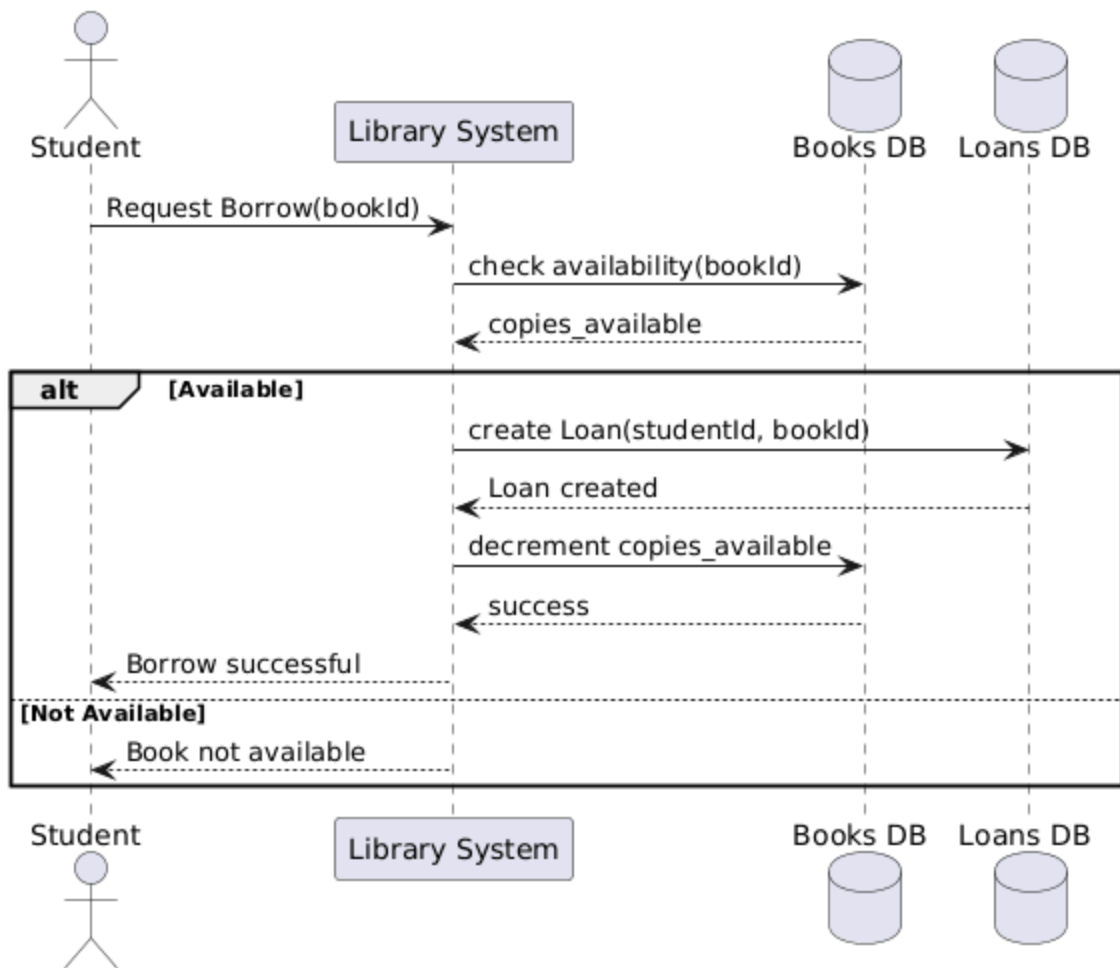 Student
Library System
Books DB
Loans DB
Request Borrow(bookId)
check availability(bookId)
copies_available
alt
[Available]
create Loan(studentId, bookId)
Loan created
decrement copies_available
success
Borrow successful
[Not Available]
Book not available
Student
Library System
Books DB
Loans DB